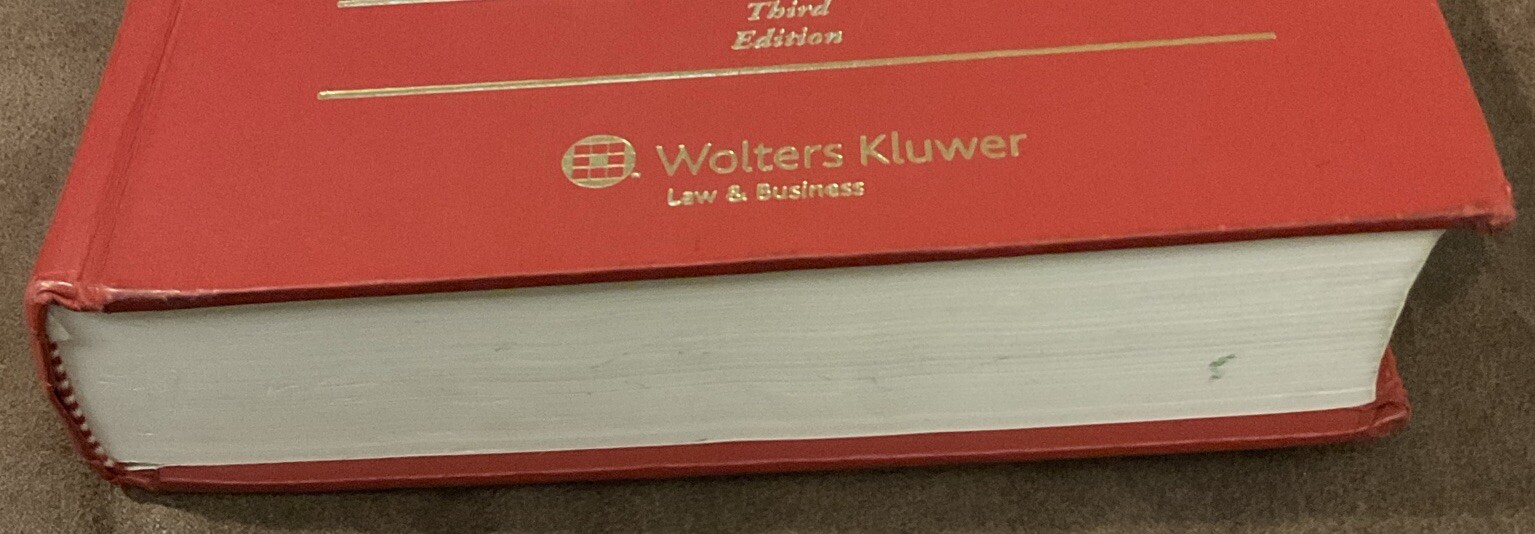 Third
Edition
Wolters Kluwer
Law & Business